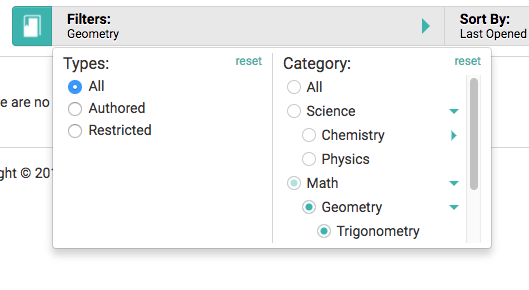 Filters:
Geometry
Sort By:
Last Opened
Types:
reset
All
Authored
Restricted
Category:
reset
All
Science
Chemistry
Physics
Math
Geometry
Trigonometry
e are no
ght © 201